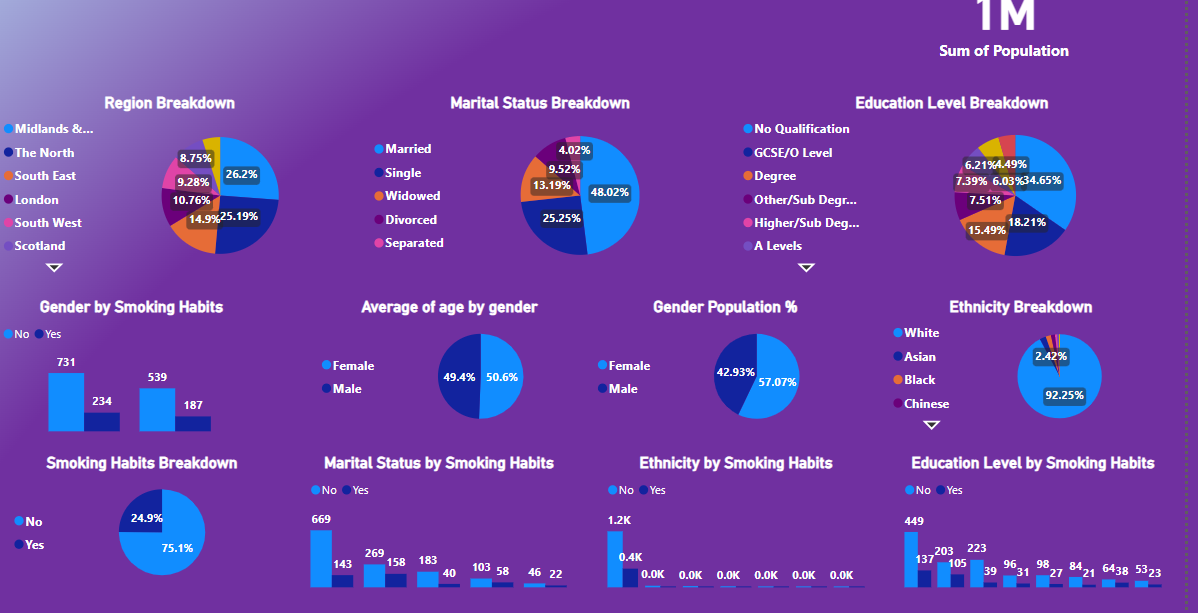 1M
Sum of Population
Region Breakdown
Midlands &...
The North
South East
London
South West
Scotland
26.2%
25.19%
14.9%
10.76%
9.28%
8.75%
Marital Status Breakdown
Married
Single
Widowed
Divorced
Separated
48.02%
25.25%
13.19%
9.52%
4.02%
Education Level Breakdown
No Qualification
GCSE/O Level
Degree
Other/Sub Degr...
Higher/Sub Deg...
A Levels
34.65%
18.21%
15.49%
7.51%
7.39%
6.21%
6.03%
4.49%
Gender by Smoking Habits
No Yes
731
234
539
187
Average of age by gender
Female
Male
49.4%
50.6%
Gender Population %
Female
Male
42.93%
57.07%
Ethnicity Breakdown
White
Asian
Black
Chinese
2.42%
92.25%
Smoking Habits Breakdown
No
Yes
24.9%
75.1%
Marital Status by Smoking Habits
No Yes
669
143
269
158
183
40
103
58
46
22
Ethnicity by Smoking Habits
No Yes
1.2K
0.4K
0.0K
0.0K
0.0K
0.0K
0.0K
0.0K
Education Level by Smoking Habits
No Yes
449
137
203
105
223
39
96
31
98
27
84
21
64
38
53
23